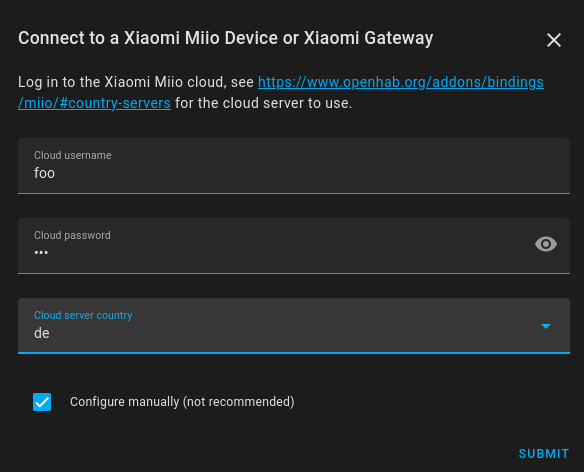 Connect to a Xiaomi Miio Device or Xiaomi Gateway
Log in to the Xiaomi Miio cloud, see https://www.openhab.org/addons/bindings
/miio/#country-servers for the cloud server to use.
Cloud username
foo
Cloud password
•••
Cloud server country
de
Configure manually (not recommended)
SUBMIT